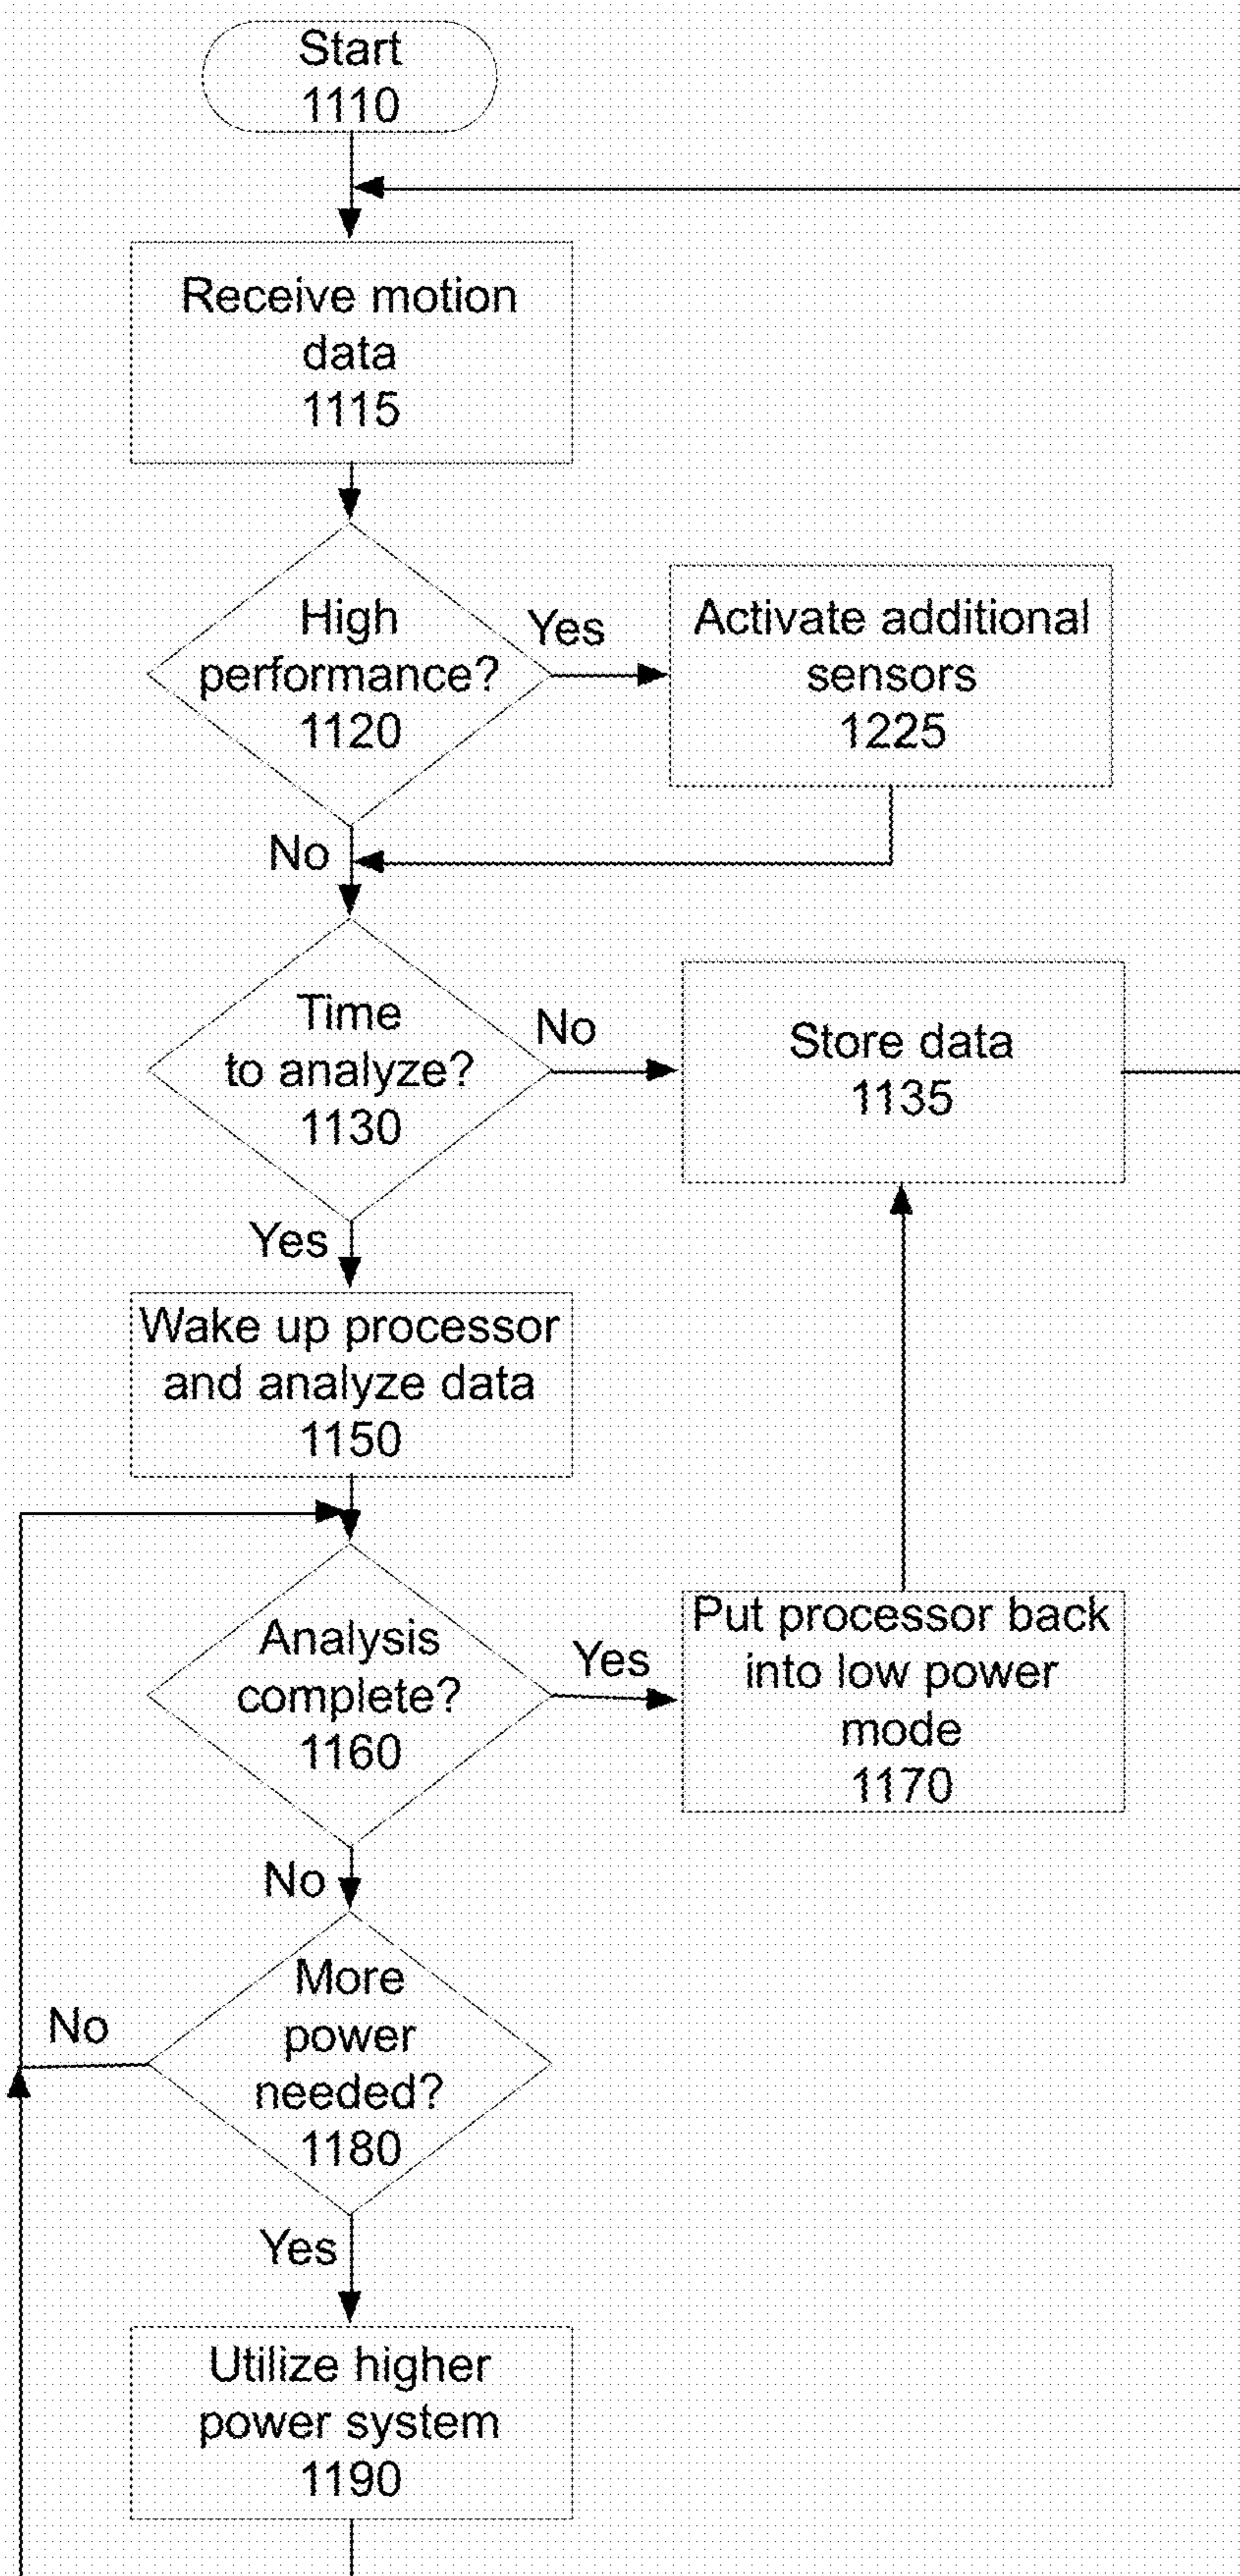 Start
1110
Receive motion
data
1115
High
performance?
1120
Yes
Activate additional
sensors
1225
No
Time
to analyze?
1130
No
Store data
1135
Yes
Wake up processor
and analyze data
1150
Analysis
complete?
1160
Yes
Put processor back
into low power
mode
1170
No
More
power
needed?
1180
No
Yes
Utilize higher
power system
1190